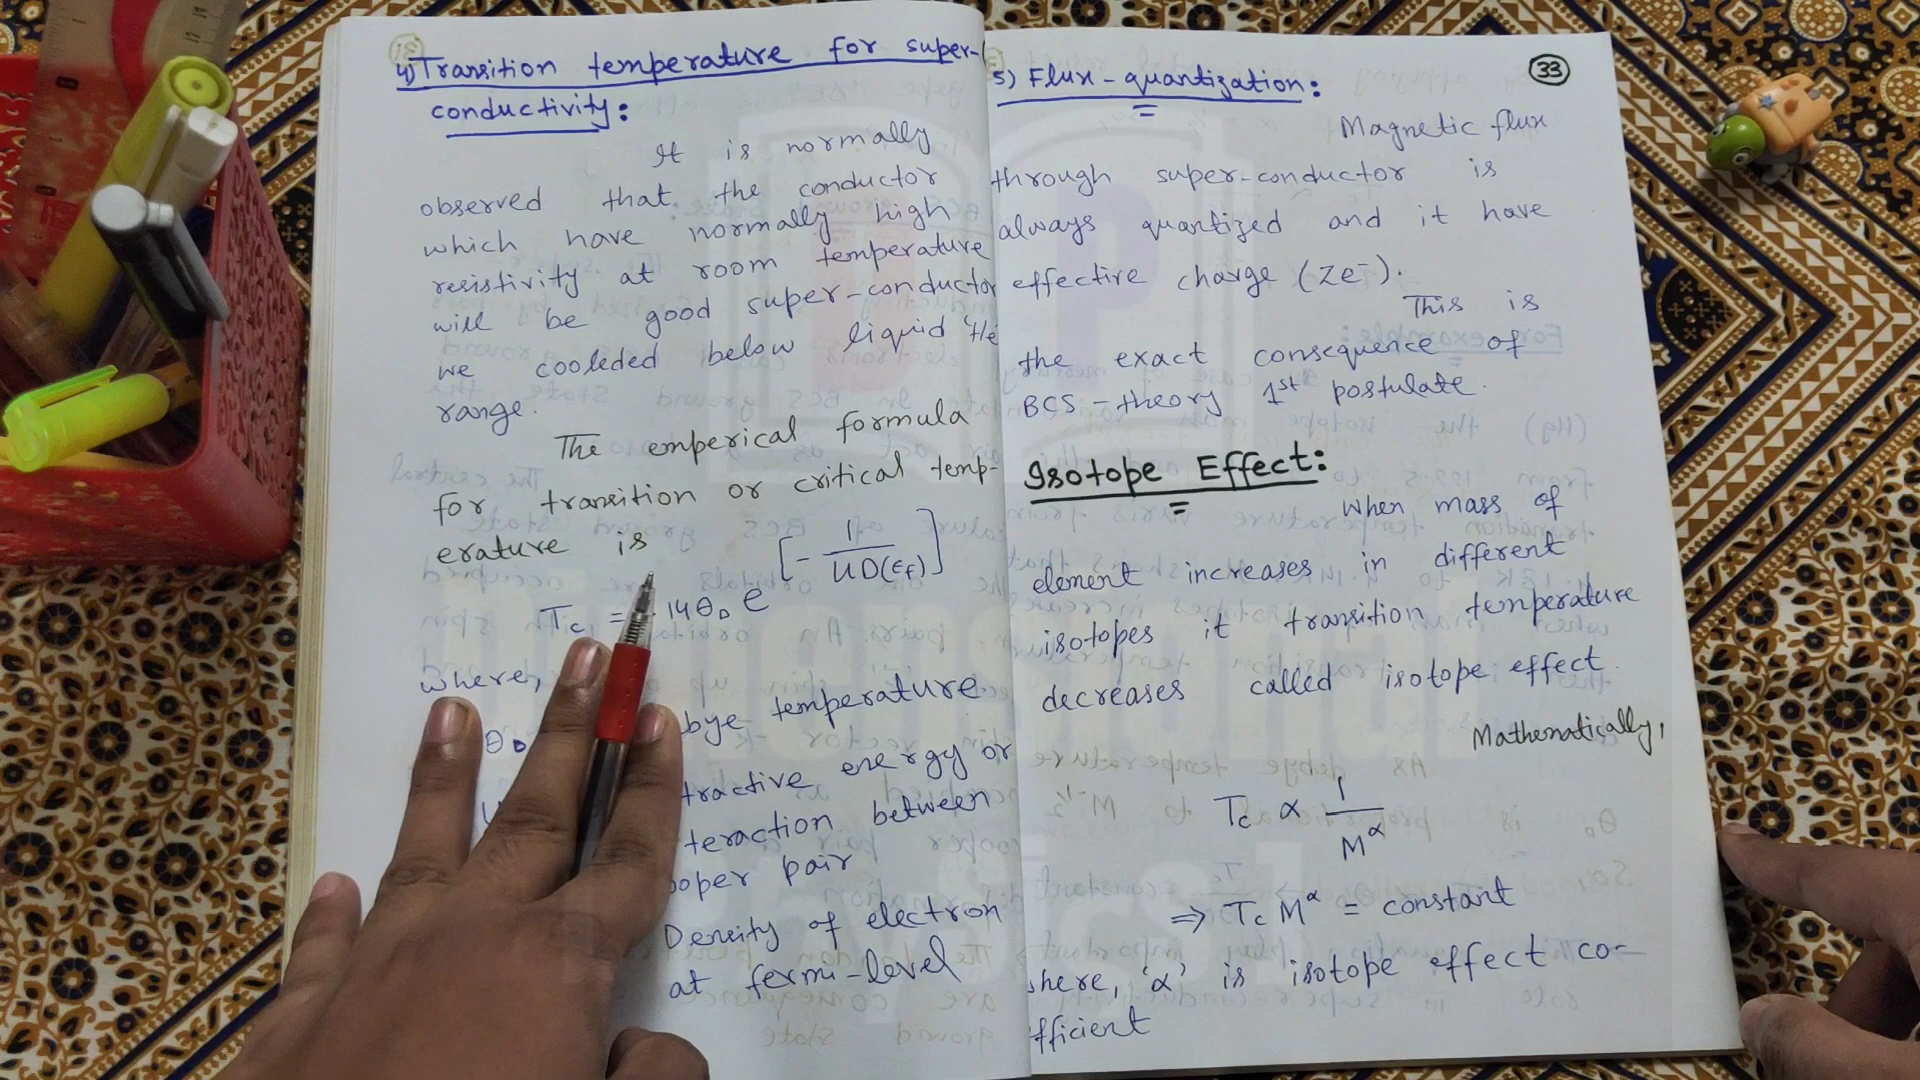 4) Transition temperature for super-
conductivity:
It is normally
observed that the conductor
which have normally high
resistivity at room temperature
will be good super-conductor
we cooleded below liquid 'He
range.
The emperical formula
for transition or critical temp-
erature is
Tc = 14θD e[- 1/UD(εf)]
where,
θD bye temperature
tractive energy or
teraction between
oper pair
Density of electron
at fermi-level
33
5) Flux-quantization:
Magnetic flux
through super-conductor is
always quantized and it have
effective charge (Ze⁻).
This is
the exact consequence of
BCS-theory 1st postulate.
Isotope Effect:
When mass of
element increases in different
isotopes it transition temperature
decreases called isotope effect.
Mathematically,
Tc ∝ 1/M^α
⇒ Tc M^α = constant
here, 'α' is isotope effect co-
fficient